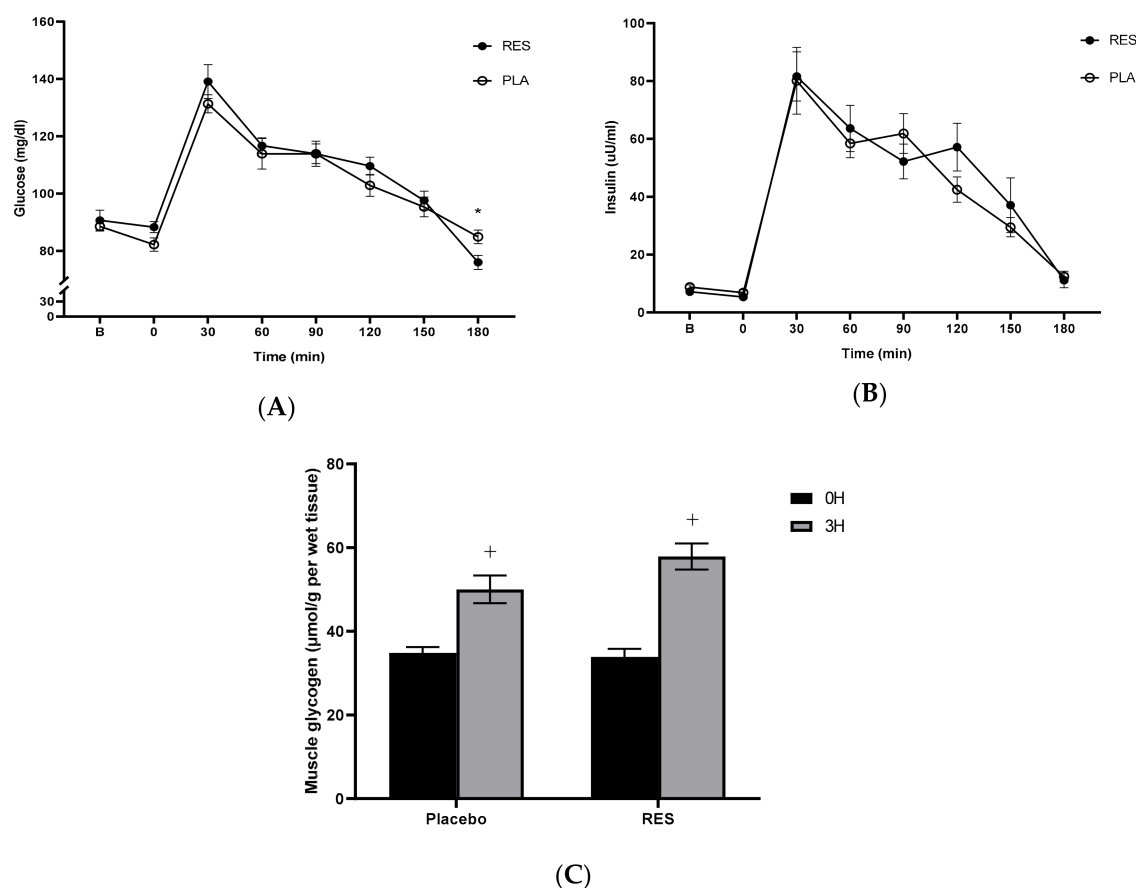 160
140
120
100
80
30
0
Glucose (mg/dl)
RES
PLA
*
B 0 30 60 90 120 150 180
Time (min)
(A)
100
80
60
40
20
0
Insulin (uU/ml)
RES
PLA
B 0 30 60 90 120 150 180
Time (min)
(B)
80
60
40
20
0
Muscle glycogen (μmol/g per wet tissue)
+
+
0H
3H
Placebo RES
(C)